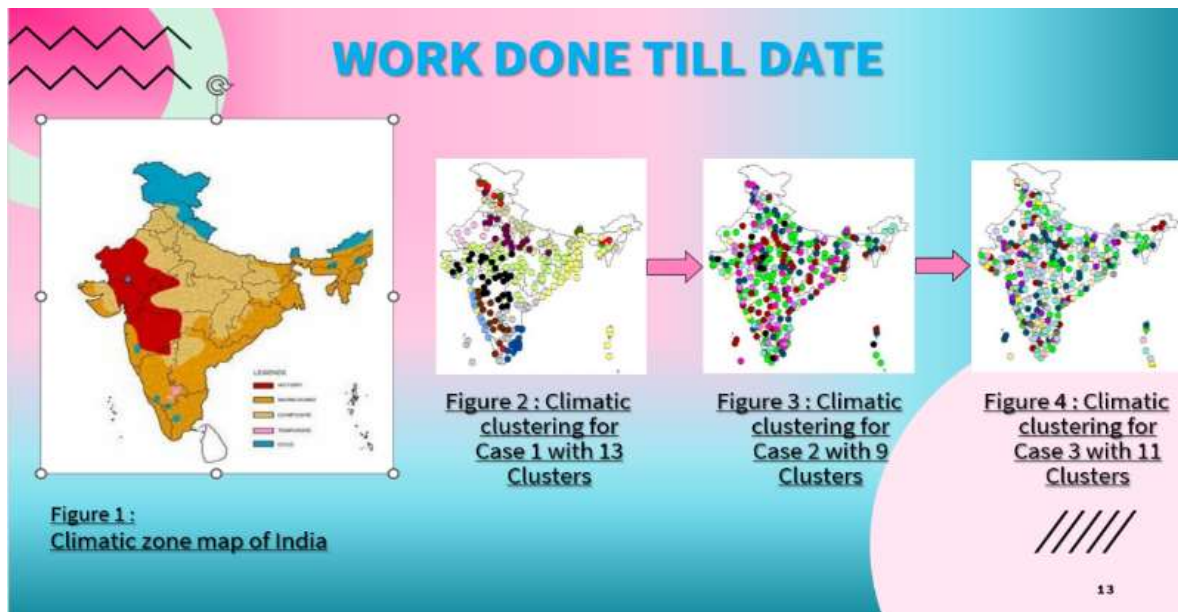 WORK DONE TILL DATE
LEGENDS
Figure 1 :
Climatic zone map of India
Figure 2 : Climatic
clustering for
Case 1 with 13
Clusters
Figure 3 : Climatic
clustering for
Case 2 with 9
Clusters
Figure 4 : Climatic
clustering for
Case 3 with 11
Clusters
13